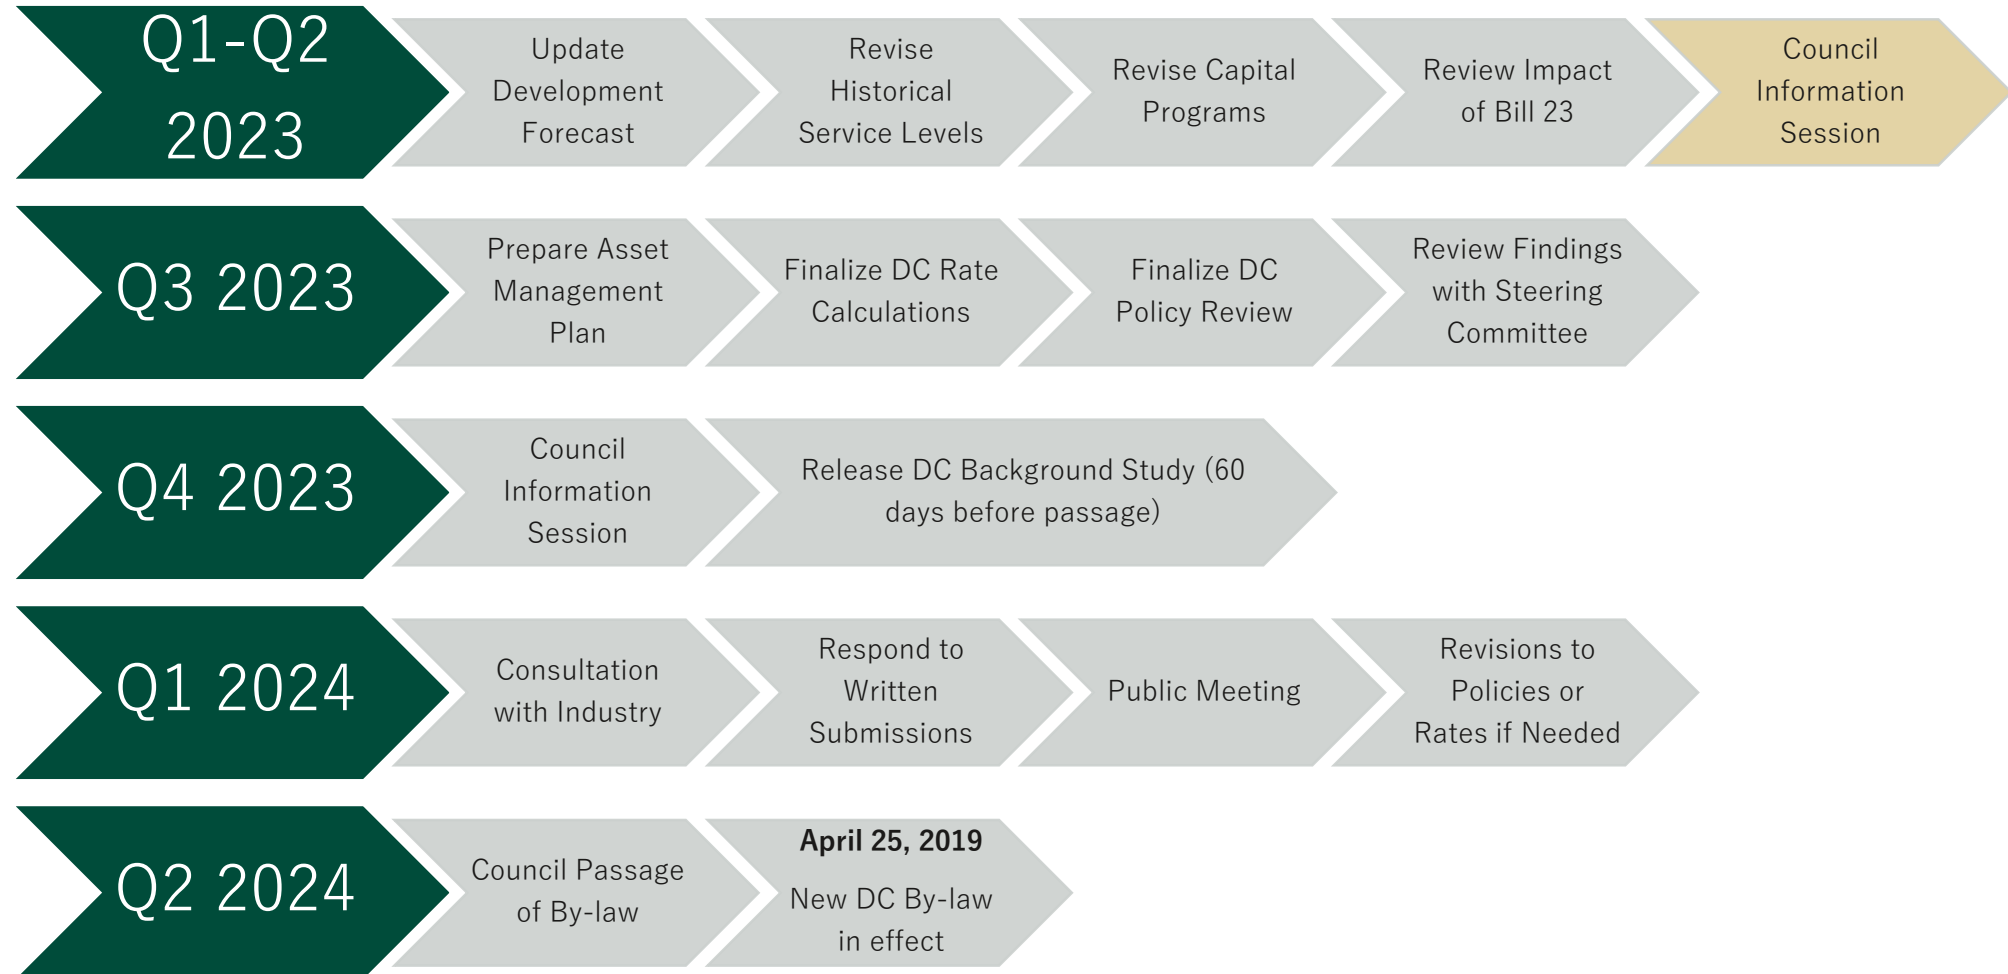 Q1-Q2
2023
Update
Development
Forecast
Revise
Historical
Service Levels
Revise Capital
Programs
Review Impact
of Bill 23
Council
Information
Session
Q3 2023
Prepare Asset
Management
Plan
Finalize DC Rate
Calculations
Finalize DC
Policy Review
Review Findings
with Steering
Committee
Q4 2023
Council
Information
Session
Release DC Background Study (60
days before passage)
Q1 2024
Consultation
with Industry
Respond to
Written
Submissions
Public Meeting
Revisions to
Policies or
Rates if Needed
Q2 2024
Council Passage
of By-law
April 25, 2019
New DC By-law
in effect